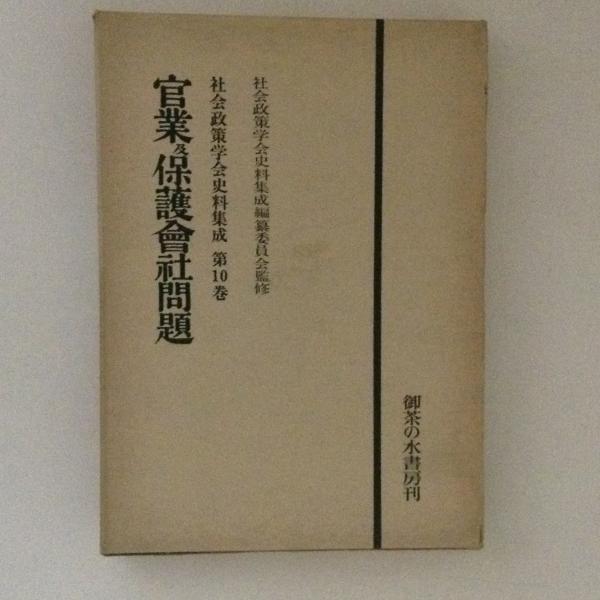 御茶の水書房刊
社会政策学会史料集成編纂委員会監修
社会政策学会史料集成 第10巻
官業及保護會社問題